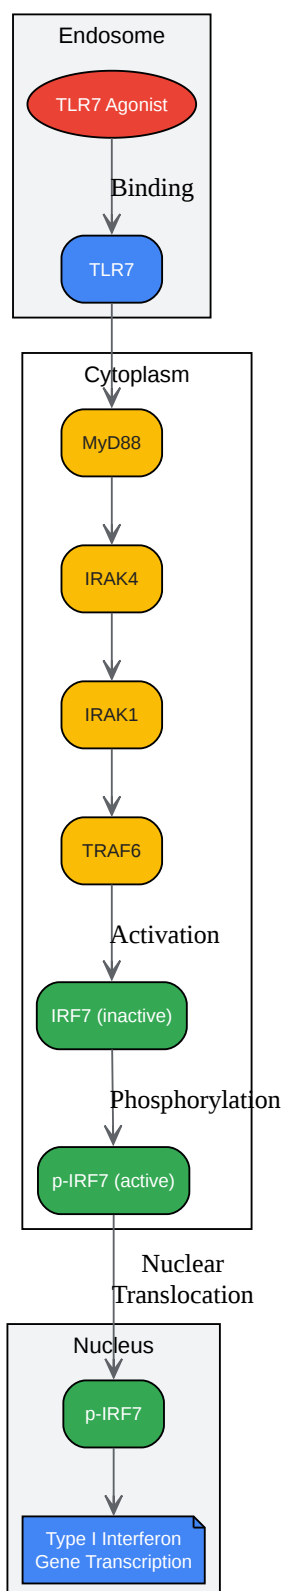 Endosome
TLR7 Agonist
Binding
TLR7
Cytoplasm
MyD88
IRAK4
IRAK1
TRAF6
Activation
IRF7 (inactive)
Phosphorylation
p-IRF7 (active)
Nuclear
Translocation
Nucleus
p-IRF7
Type I Interferon
Gene Transcription